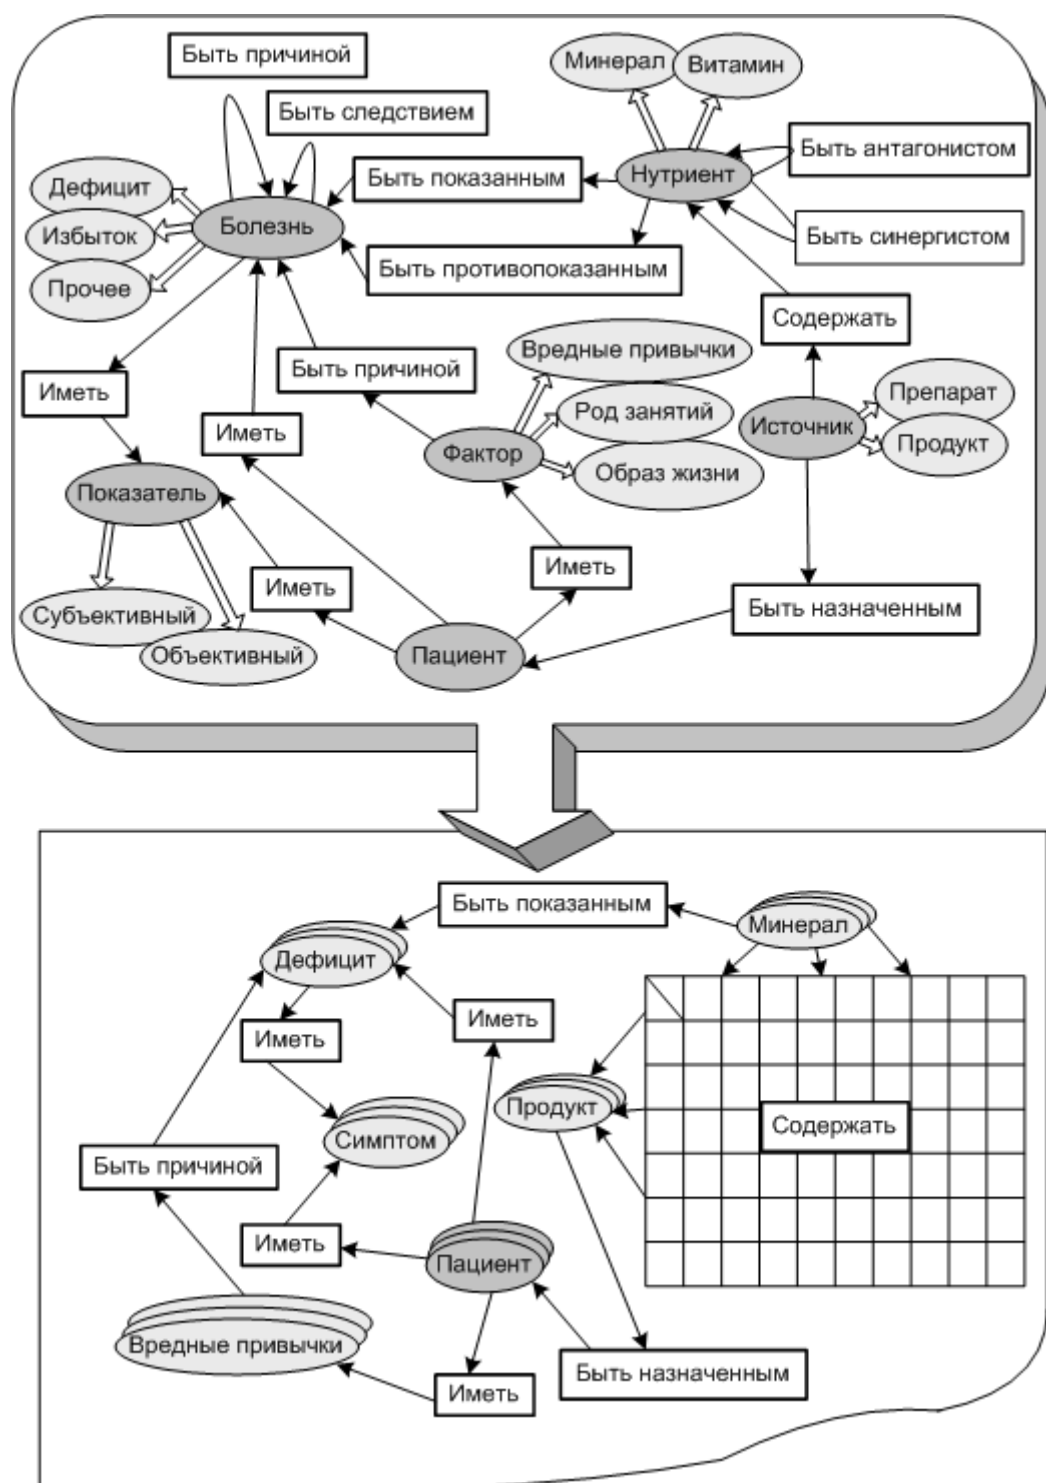 Быть причиной
Минерал
Витамин
Быть следствием
Быть антагонистом
Дефицит
Быть показанным
Нутриент
Избыток
Болезнь
Быть синергистом
Прочее
Быть противопоказанным
Содержать
Вредные привычки
Быть причиной
Иметь
Препарат
Род занятий
Иметь
Источник
Фактор
Продукт
Образ жизни
Показатель
Иметь
Иметь
Субъективный
Быть назначенным
Объективный
Пациент
Быть показанным
Минерал
Дефицит
Иметь
Иметь
Продукт
Содержать
Симптом
Быть причиной
Иметь
Пациент
Вредные привычки
Быть назначенным
Иметь